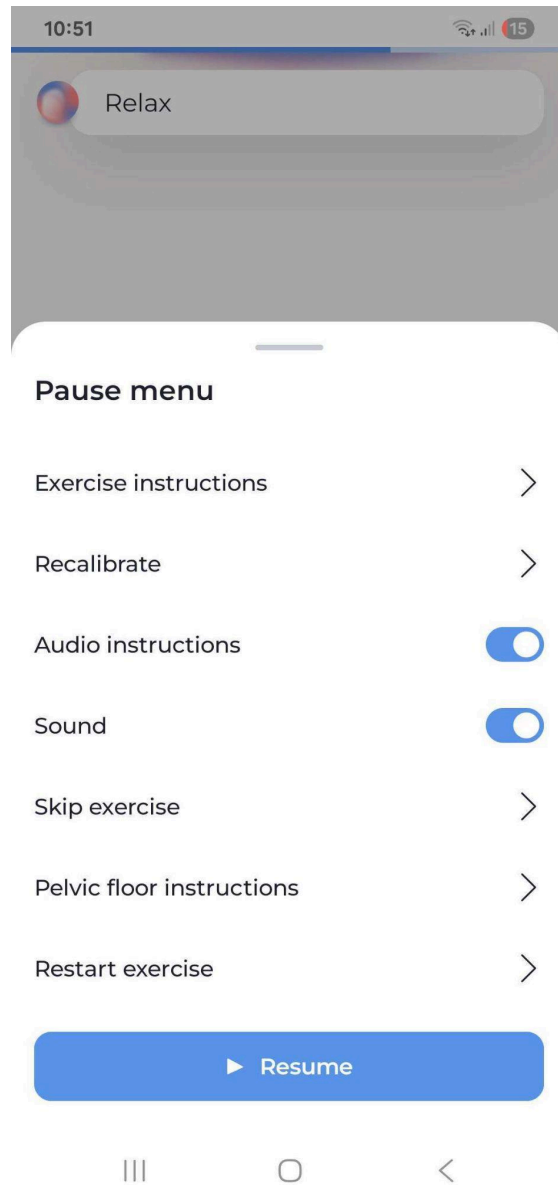 10:51
15
Relax
Pause menu
Exercise instructions
Recalibrate
Audio instructions
Sound
Skip exercise
Pelvic floor instructions
Restart exercise
Resume